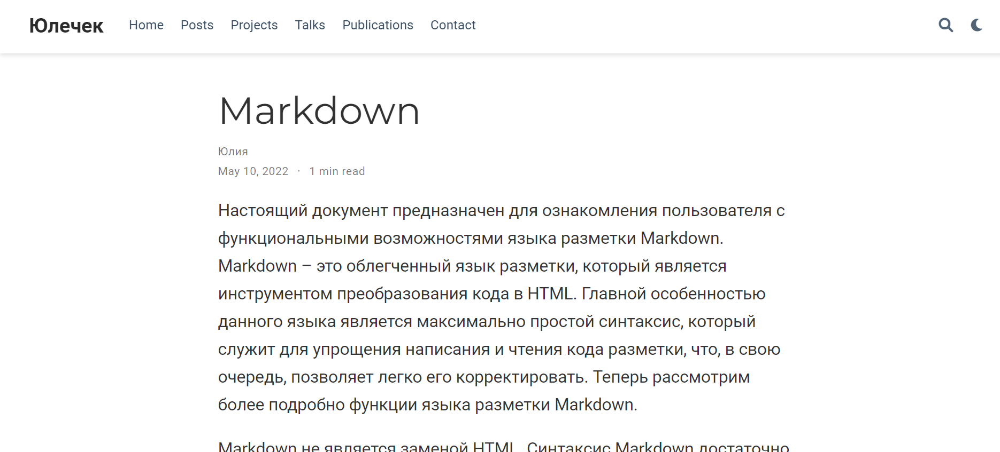 Юлечек Home Posts Projects Talks Publications Contact
Markdown
Юлия
May 10, 2022 · 1 min read
Настоящий документ предназначен для ознакомления пользователя с
функциональными возможностями языка разметки Markdown.
Markdown – это облегченный язык разметки, который является
инструментом преобразования кода в HTML. Главной особенностью
данного языка является максимально простой синтаксис, который
служит для упрощения написания и чтения кода разметки, что, в свою
очередь, позволяет легко его корректировать. Теперь рассмотрим
более подробно функции языка разметки Markdown.
Markdown не является заменой HTML. Синтаксис Markdown достаточно